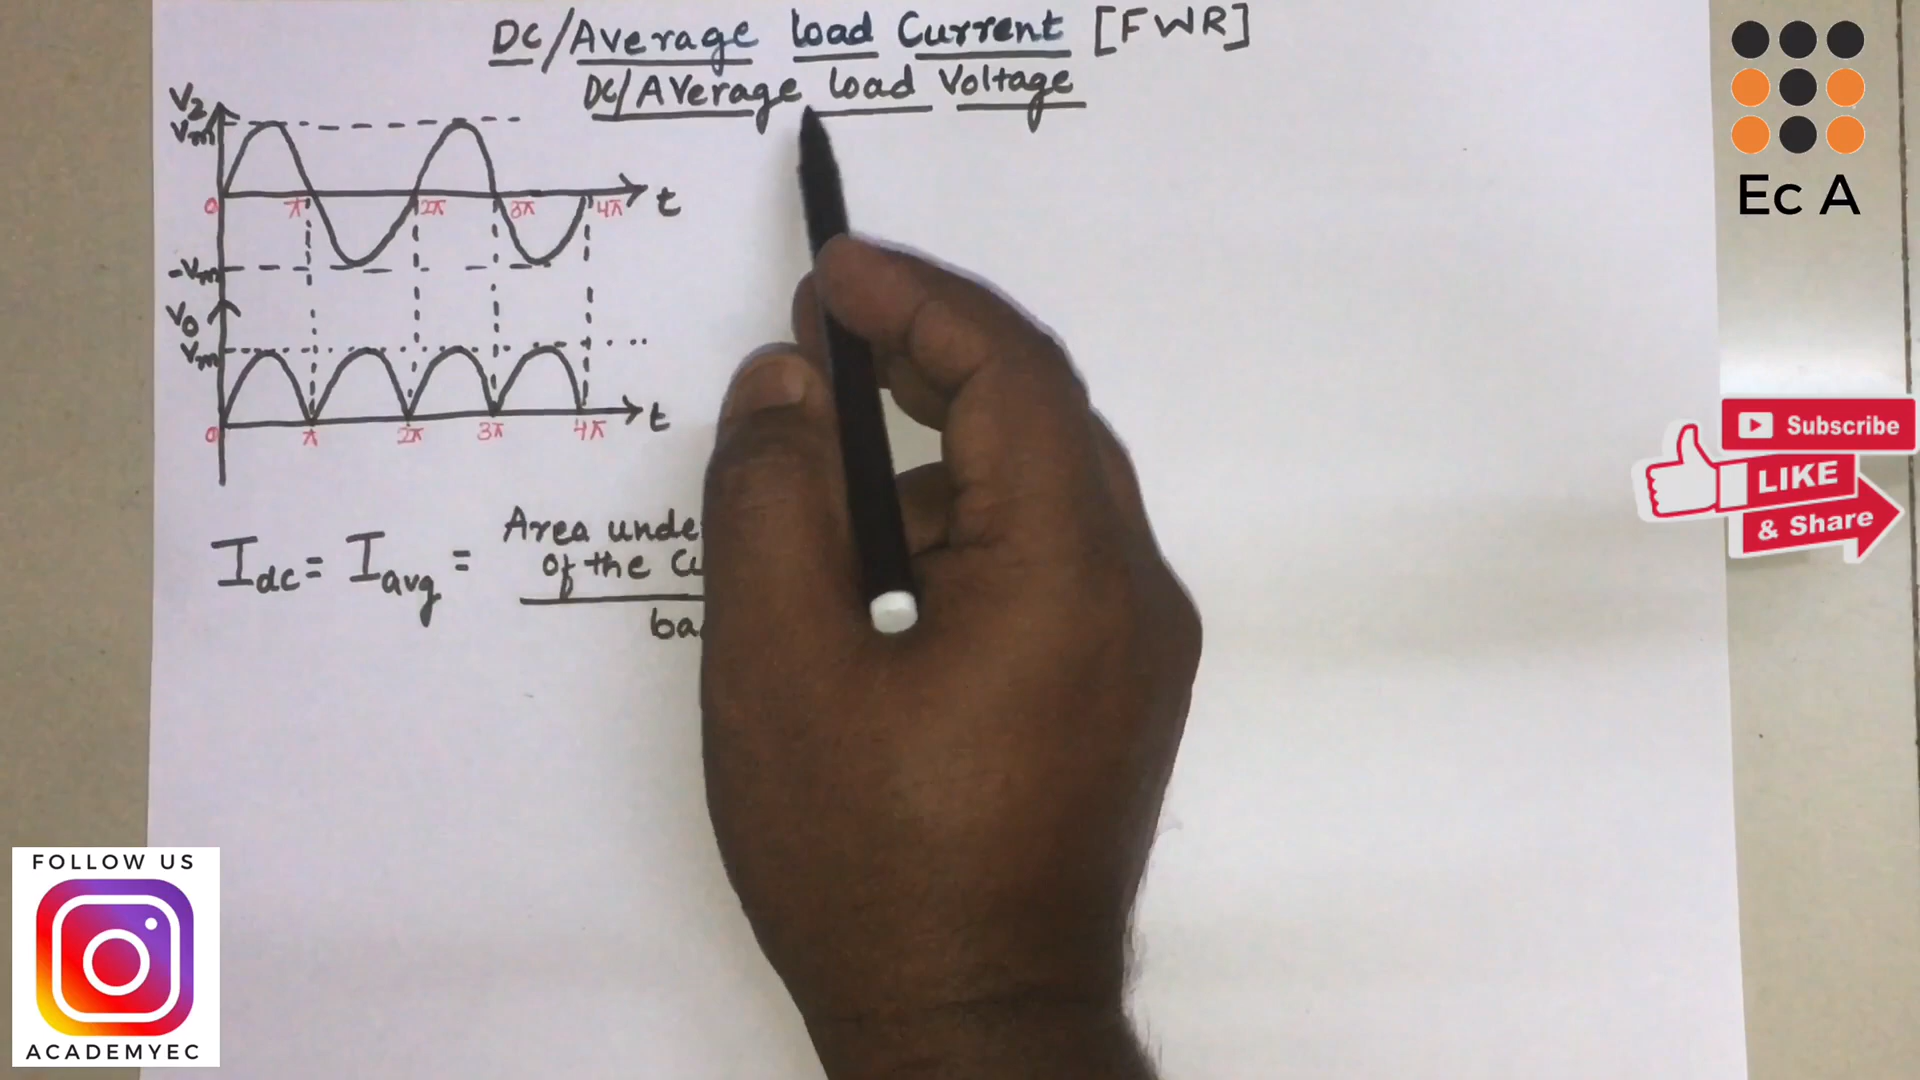 DC/Average load Current [FWR]
DC/AVerage load Voltage
V2
Vm
0 π 2π 3π 4π t
-Vm
V0
Vm
0 π 2π 3π 4π t
Idc = Iavg = Area unde
of the Cu
ba
Ec A
Subscribe
LIKE
& Share
FOLLOW US
ACADEMYEC